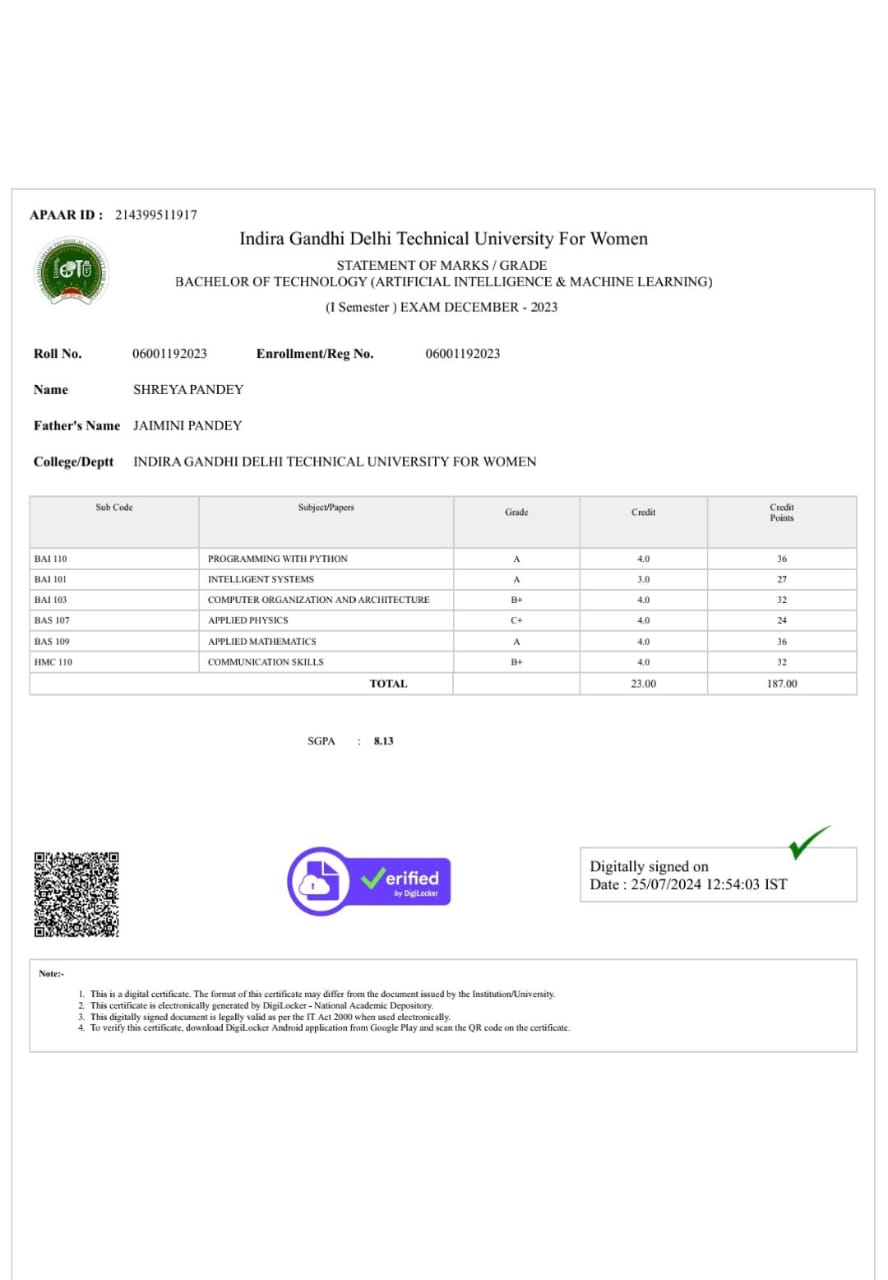 APAAR ID : 214399511917
Indira Gandhi Delhi Technical University For Women
STATEMENT OF MARKS / GRADE
BACHELOR OF TECHNOLOGY (ARTIFICIAL INTELLIGENCE & MACHINE LEARNING)
(I Semester ) EXAM DECEMBER - 2023
Roll No. 06001192023 Enrollment/Reg No. 06001192023
Name SHREYA PANDEY
Father's Name JAIMINI PANDEY
College/Deptt INDIRA GANDHI DELHI TECHNICAL UNIVERSITY FOR WOMEN
Sub Code Subject/Papers Grade Credit Credit Points
BAI 110 PROGRAMMING WITH PYTHON A 4.0 36
BAI 101 INTELLIGENT SYSTEMS A 3.0 27
BAI 103 COMPUTER ORGANIZATION AND ARCHITECTURE B+ 4.0 32
BAS 107 APPLIED PHYSICS C+ 4.0 24
BAS 109 APPLIED MATHEMATICS A 4.0 36
HMC 110 COMMUNICATION SKILLS B+ 4.0 32
TOTAL 23.00 187.00
SGPA : 8.13
Verified
by DigiLocker
Digitally signed on
Date : 25/07/2024 12:54:03 IST
Note:-
1. This is a digital certificate. The format of this certificate may differ from the document issued by the Institution/University.
2. This certificate is electronically generated by DigiLocker - National Academic Depository.
3. This digitally signed document is legally valid as per the IT Act 2000 when used electronically.
4. To verify this certificate, download DigiLocker Android application from Google Play and scan the QR code on the certificate.